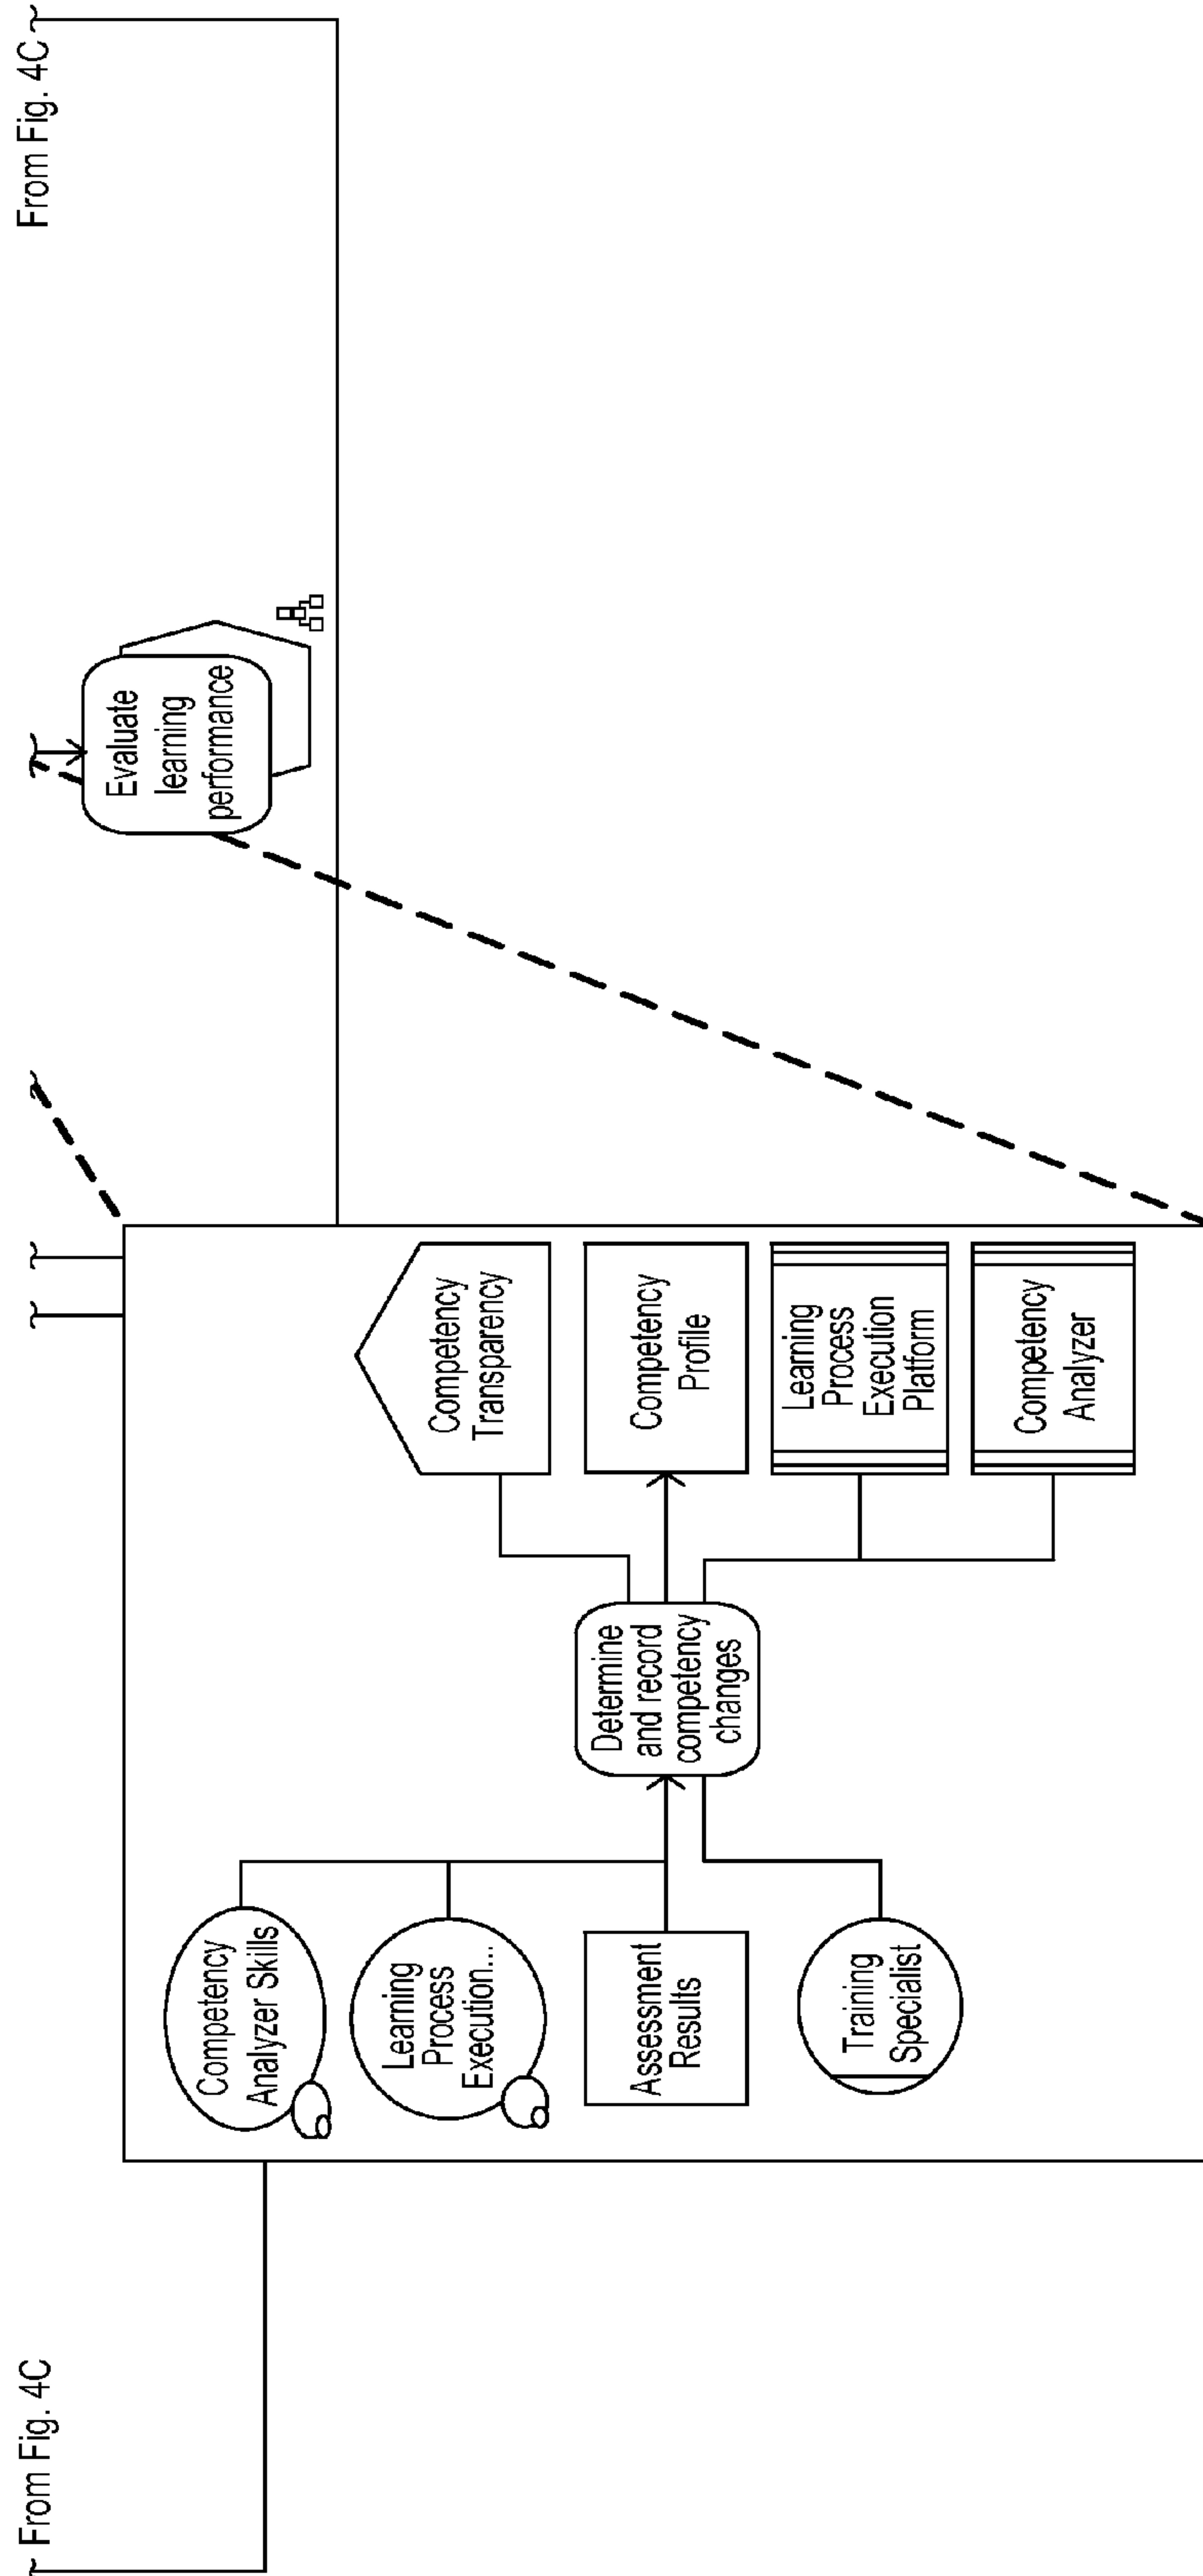 From Fig. 4C
From Fig. 4C
Evaluate
learning
performance
Competency
Analyzer Skills
Learning
Process
Execution...
Assessment
Results
Training
Specialist
Determine
and record
competency
changes
Competency
Transparency
Competency
Profile
Learning
Process
Execution
Platform
Competency
Analyzer